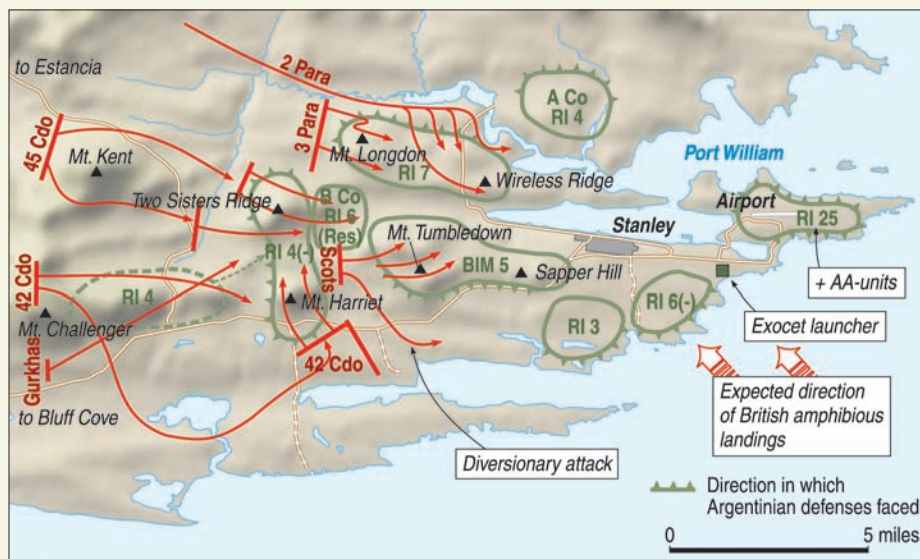 to Estancia
2 Para
A Co
RI 4
45 Cdo
3 Para
Mt. Kent
Mt. Longdon
RI 7
Port William
Two Sisters Ridge
B Co
RI 6
(Res)
Wireless Ridge
Airport
RI 25
Stanley
Mt. Tumbledown
RI 4(-)
Scots
BIM 5
Sapper Hill
+ AA-units
42 Cdo
RI 4
Mt. Harriet
Mt. Challenger
RI 3
RI 6(-)
Exocet launcher
Gurkhas
42 Cdo
to Bluff Cove
Expected direction
of British amphibious
landings
Diversionary attack
Direction in which
Argentinian defenses faced
0 5 miles